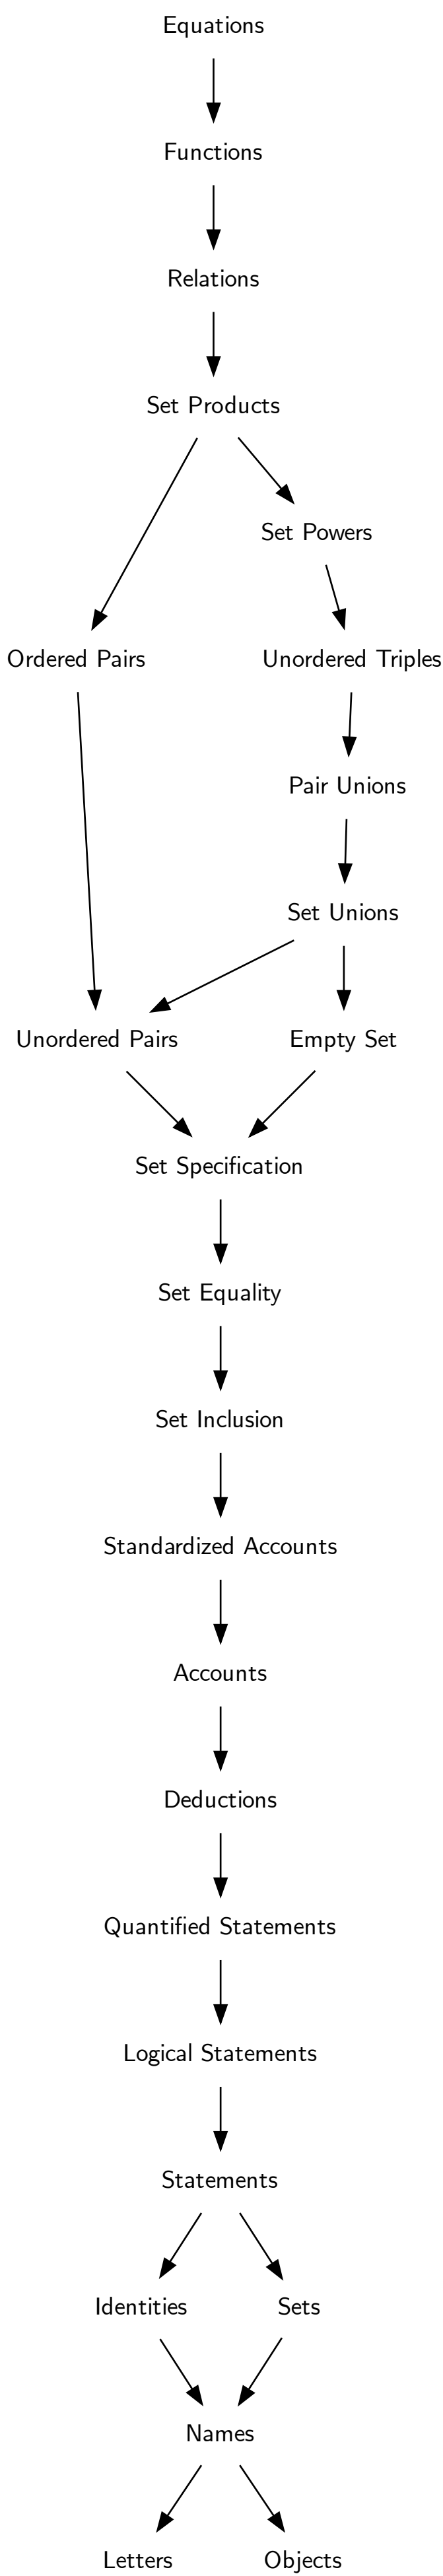 Equations
Functions
Relations
Set Products
Set Powers
Ordered Pairs
Unordered Triples
Pair Unions
Set Unions
Unordered Pairs
Empty Set
Set Specification
Set Equality
Set Inclusion
Standardized Accounts
Accounts
Deductions
Quantified Statements
Logical Statements
Statements
Identities
Sets
Names
Letters
Objects